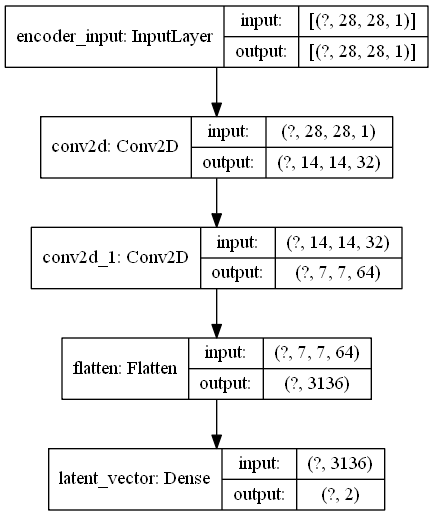 encoder_input: InputLayer
input:
[(?, 28, 28, 1)]
output:
[(?, 28, 28, 1)]
conv2d: Conv2D
input:
(?, 28, 28, 1)
output:
(?, 14, 14, 32)
conv2d_1: Conv2D
input:
(?, 14, 14, 32)
output:
(?, 7, 7, 64)
flatten: Flatten
input:
(?, 7, 7, 64)
output:
(?, 3136)
latent_vector: Dense
input:
(?, 3136)
output:
(?, 2)